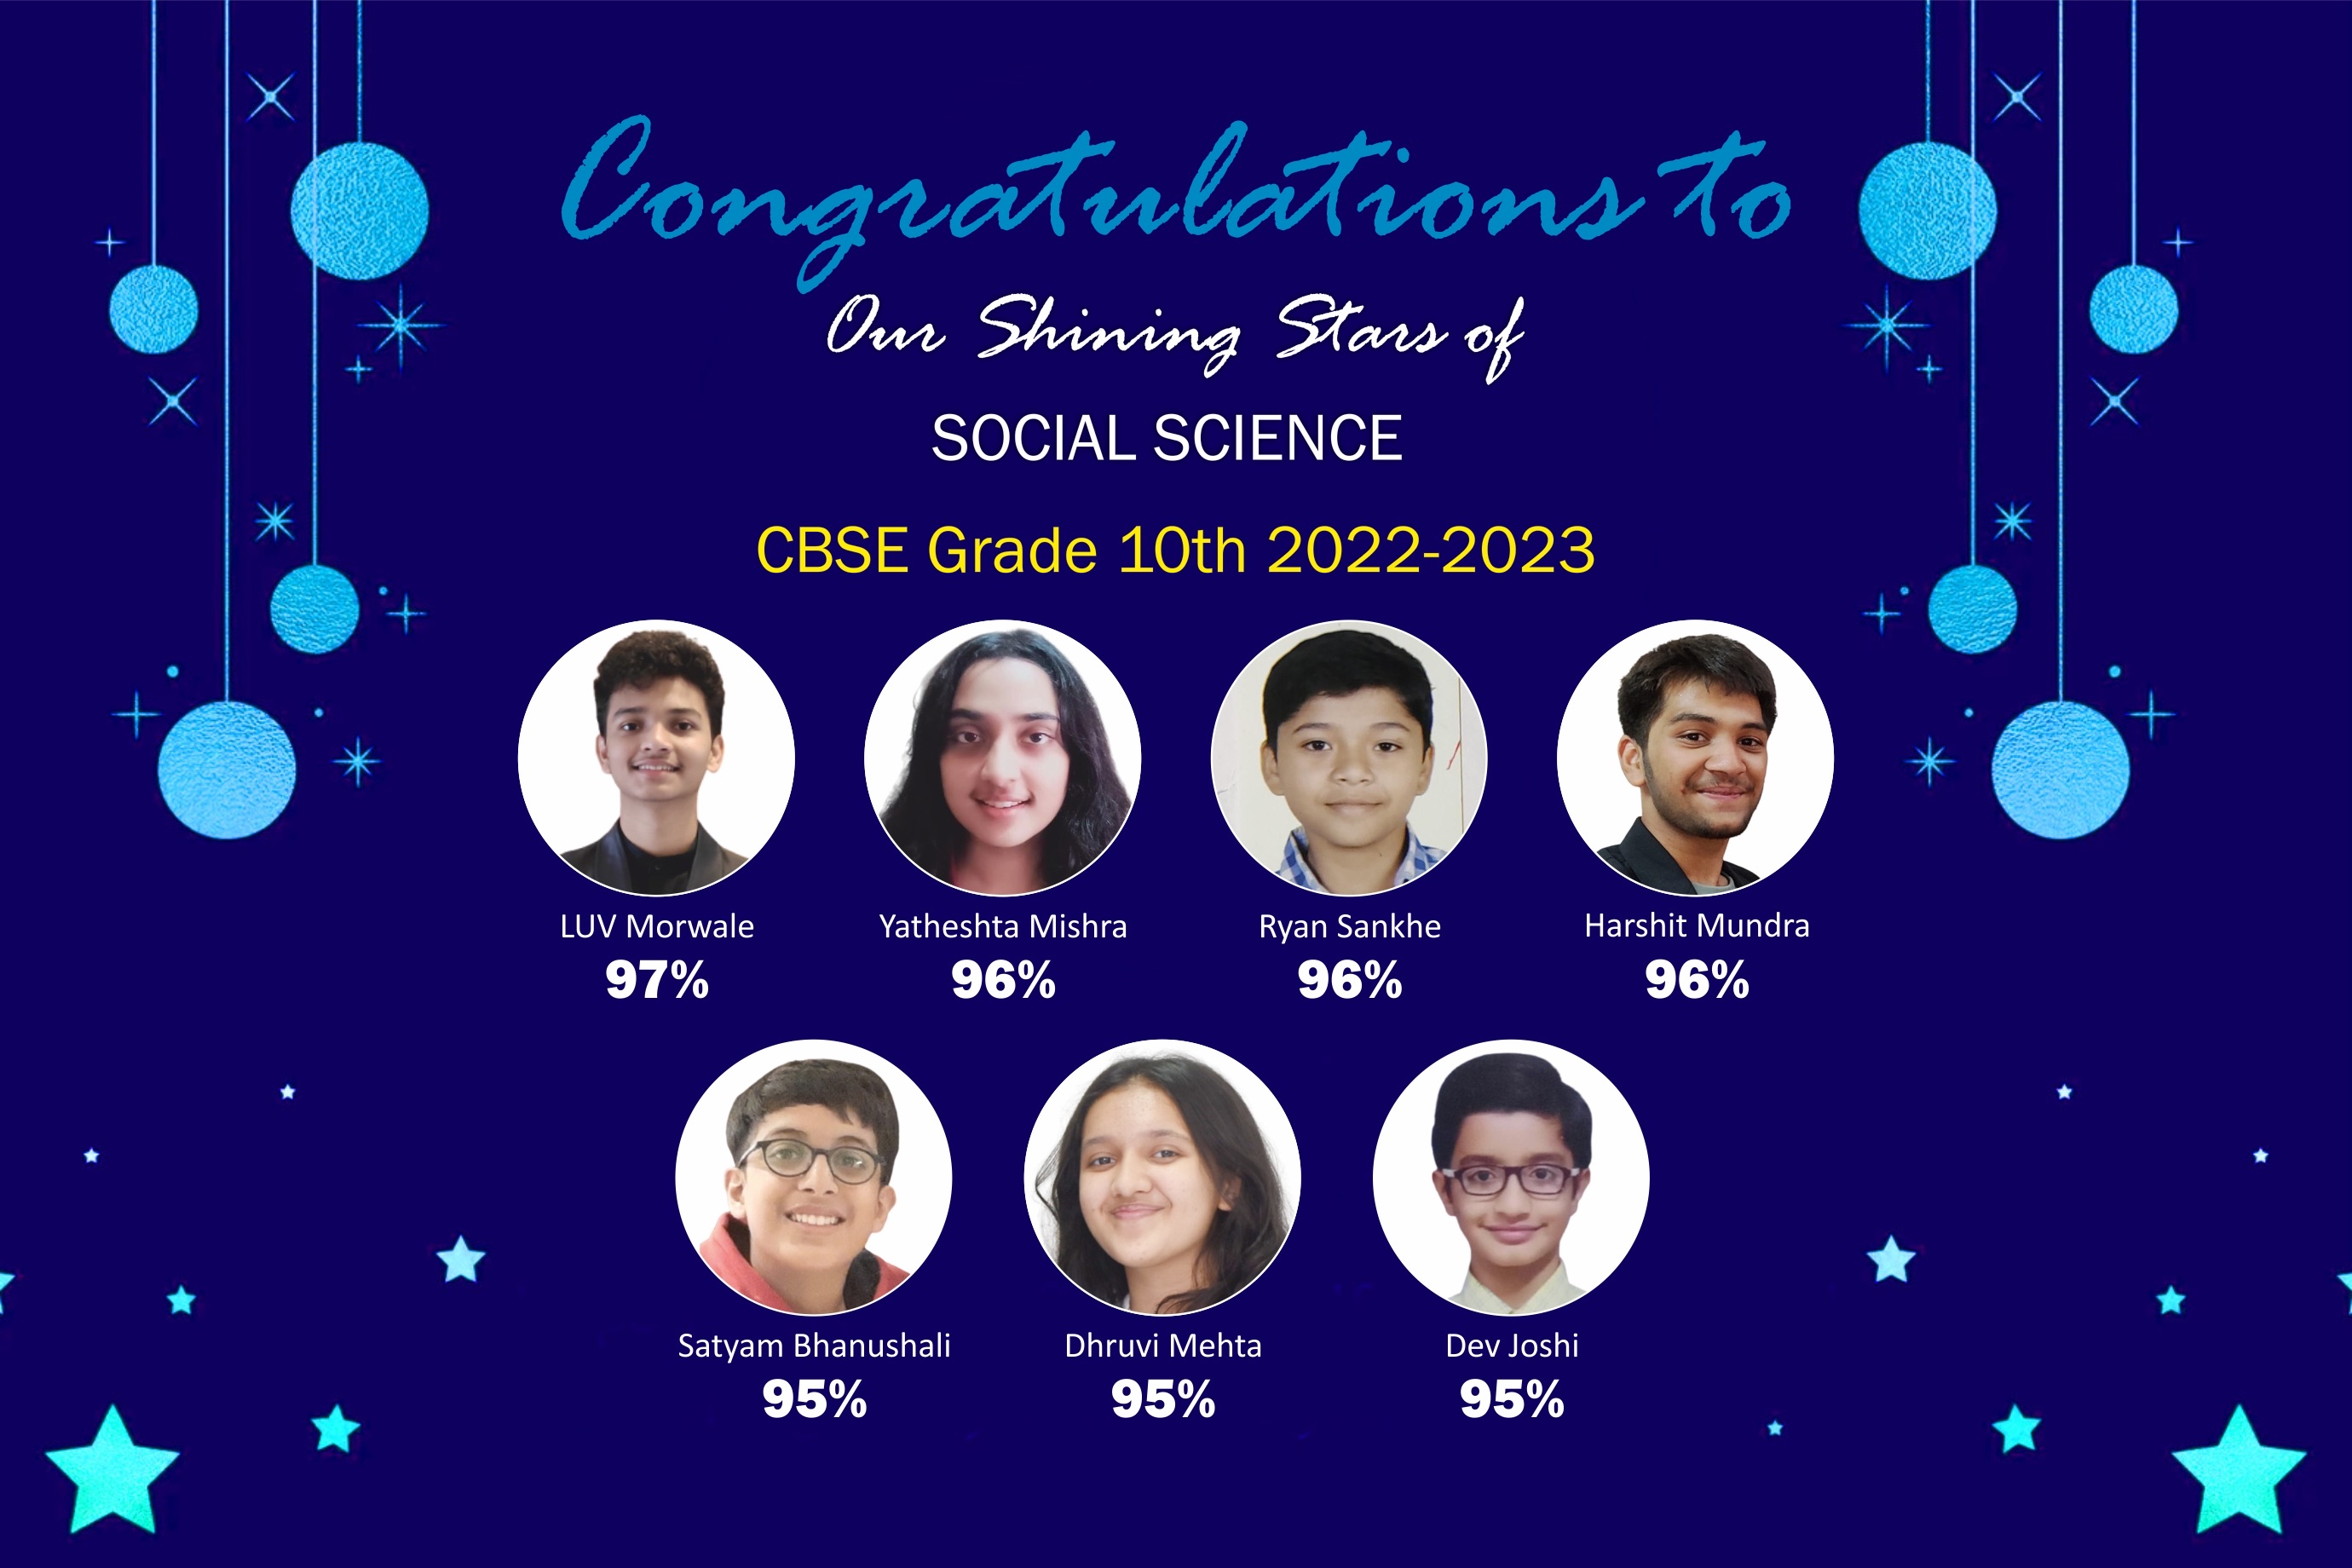 Congratulations to
Our Shining Stars of
SOCIAL SCIENCE
CBSE Grade 10th 2022-2023
LUV Morwale
97%
Yatheshta Mishra
96%
Ryan Sankhe
96%
Harshit Mundra
96%
Satyam Bhanushali
95%
Dhruvi Mehta
95%
Dev Joshi
95%